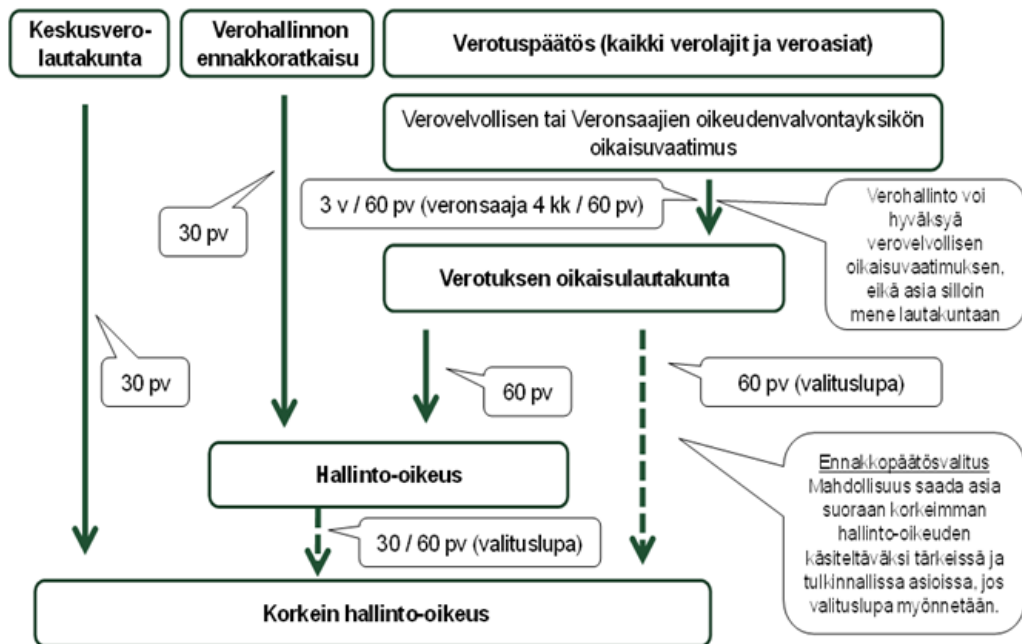 Keskusvero-
lautakunta
Verohallinnon
ennakkoratkaisu
Verotuspäätös (kaikki verolajit ja veroasiat)
Verovelvollisen tai Veronsaajien oikeudenvalvontayksikön
oikaisuvaatimus
3 v / 60 pv (veronsaaja 4 kk / 60 pv)
Verohallinto voi
hyväksyä
verovelvollisen
oikaisuvaatimuksen,
eikä asia silloin
mene lautakuntaan
30 pv
Verotuksen oikaisulautakunta
30 pv
60 pv
60 pv (valituslupa)
Hallinto-oikeus
Ennakkopäätösvalitus
Mahdollisuus saada asia
suoraan korkeimman
hallinto-oikeuden
käsiteltäväksi tärkeissä ja
tulkinnallissa asioissa, jos
valituslupa myönnetään.
30 / 60 pv (valituslupa)
Korkein hallinto-oikeus